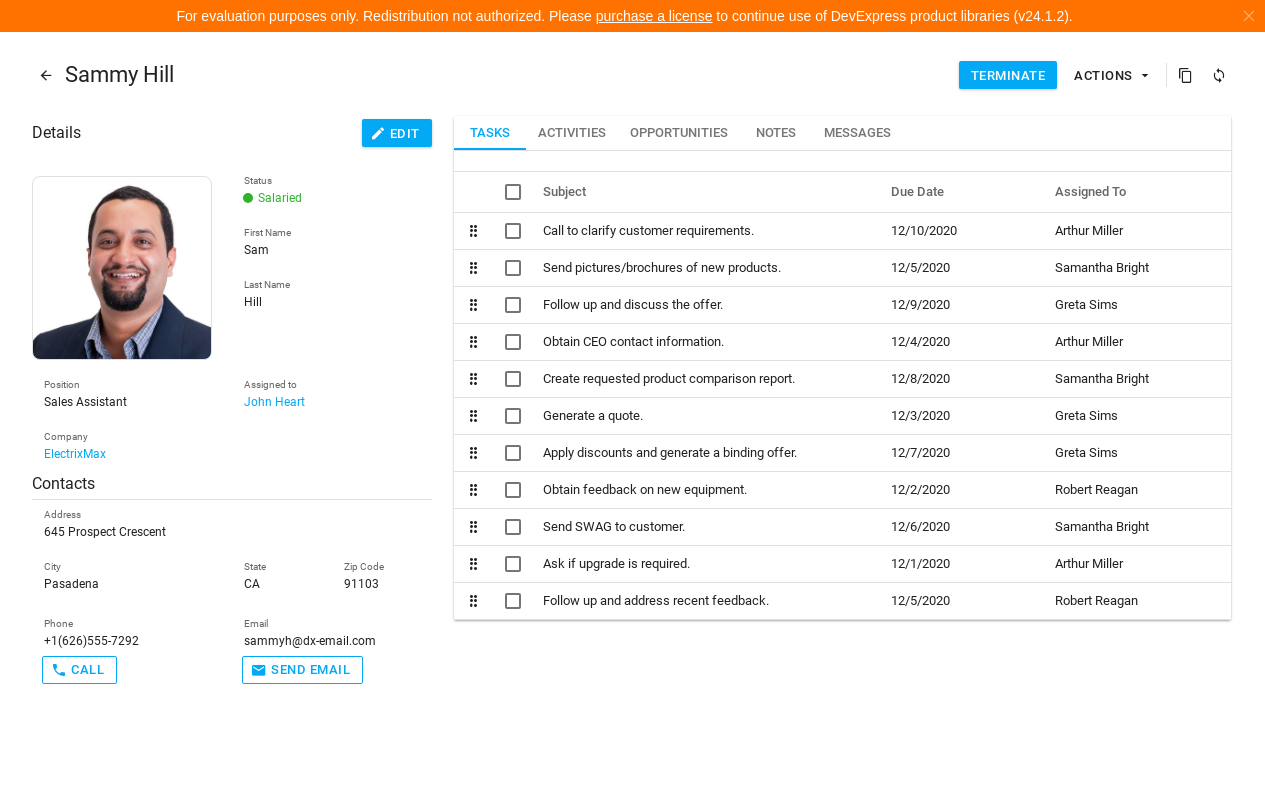 For evaluation purposes only. Redistribution not authorized. Please purchase a license to continue use of DevExpress product libraries (v24.1.2).
Sammy Hill
TERMINATE ACTIONS
Details
EDIT
Status
Salaried
First Name
Sam
Last Name
Hill
Position
Sales Assistant
Assigned to
John Heart
Company
ElectrixMax
Contacts
Address
645 Prospect Crescent
City
Pasadena
State
CA
Zip Code
91103
Phone
+1(626)555-7292
Email
sammyh@dx-email.com
CALL
SEND EMAIL
TASKS ACTIVITIES OPPORTUNITIES NOTES MESSAGES
Subject Due Date Assigned To
Call to clarify customer requirements. 12/10/2020 Arthur Miller
Send pictures/brochures of new products. 12/5/2020 Samantha Bright
Follow up and discuss the offer. 12/9/2020 Greta Sims
Obtain CEO contact information. 12/4/2020 Arthur Miller
Create requested product comparison report. 12/8/2020 Samantha Bright
Generate a quote. 12/3/2020 Greta Sims
Apply discounts and generate a binding offer. 12/7/2020 Greta Sims
Obtain feedback on new equipment. 12/2/2020 Robert Reagan
Send SWAG to customer. 12/6/2020 Samantha Bright
Ask if upgrade is required. 12/1/2020 Arthur Miller
Follow up and address recent feedback. 12/5/2020 Robert Reagan